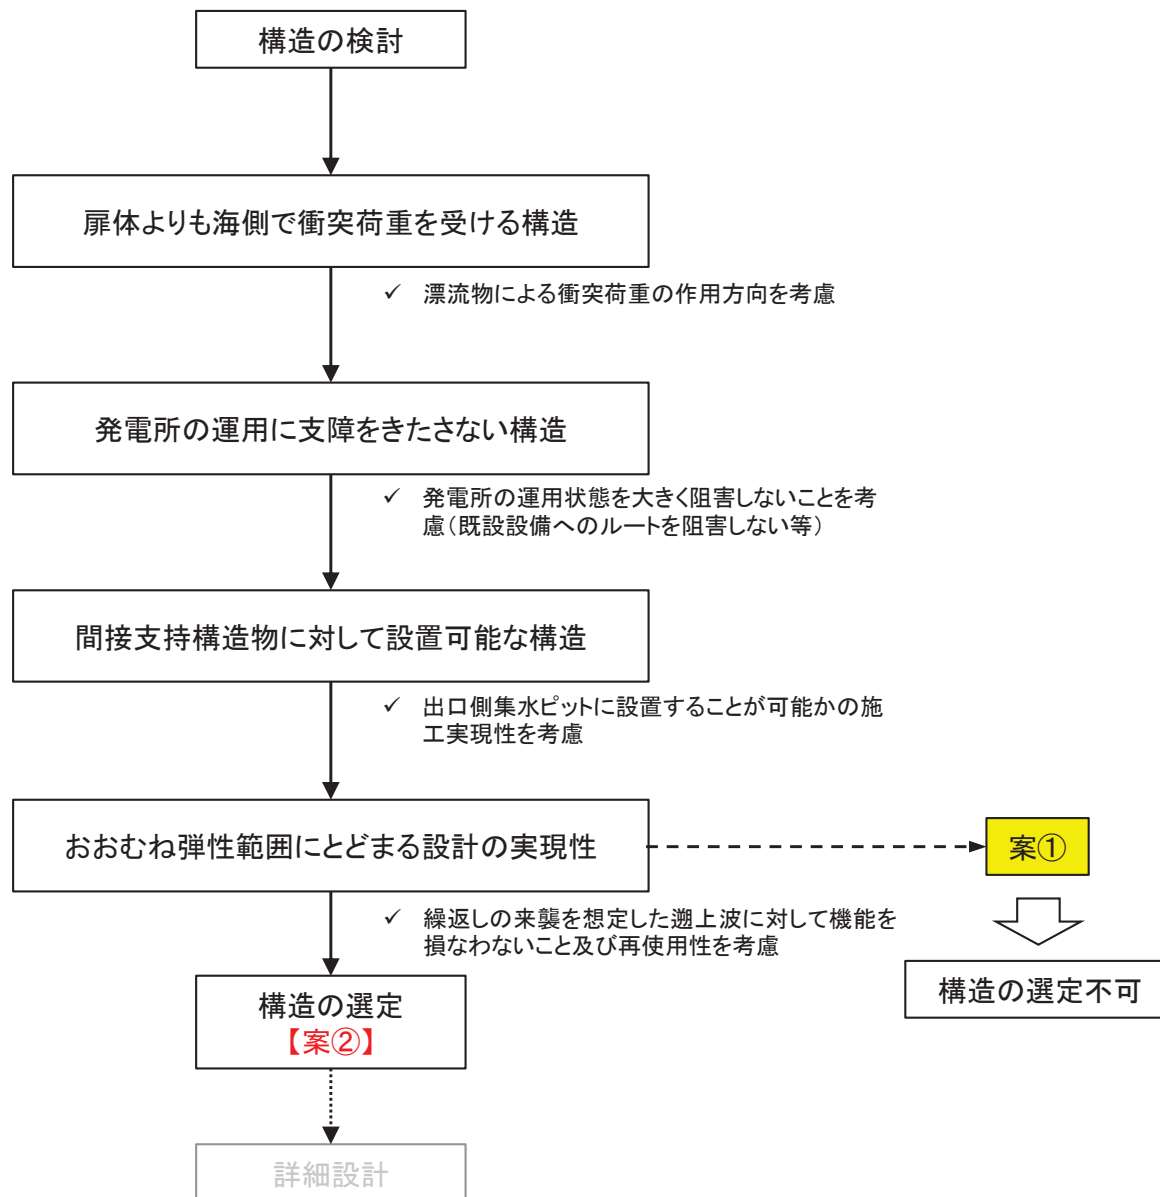 構造の検討
扉体よりも海側で衝突荷重を受ける構造
✓ 漂流物による衝突荷重の作用方向を考慮
発電所の運用に支障をきたさない構造
✓ 発電所の運用状態を大きく阻害しないことを考
慮(既設設備へのルートを阻害しない等)
間接支持構造物に対して設置可能な構造
✓ 出口側集水ピットに設置することが可能かの施
工実現性を考慮
おおむね弾性範囲にとどまる設計の実現性
案①
✓ 繰返しの来襲を想定した遡上波に対して機能を
損なわないこと及び再使用性を考慮
構造の選定不可
構造の選定
【案②】
詳細設計